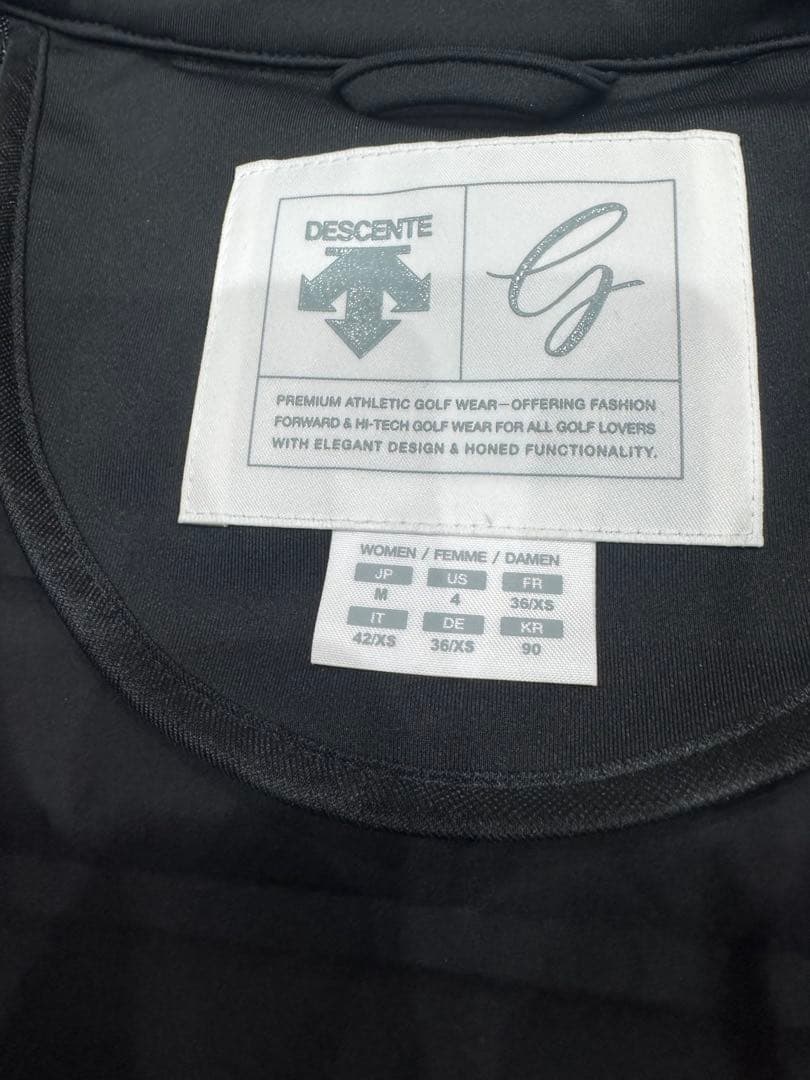 DESCENTE
G
PREMIUM ATHLETIC GOLF WEAR—OFFERING FASHION
FORWARD & HI-TECH GOLF WEAR FOR ALL GOLF LOVERS
WITH ELEGANT DESIGN & HONED FUNCTIONALITY.
WOMEN / FEMME / DAMEN
JP US FR
M 4 36/XS
IT DE KR
42/XS 36/XS 90